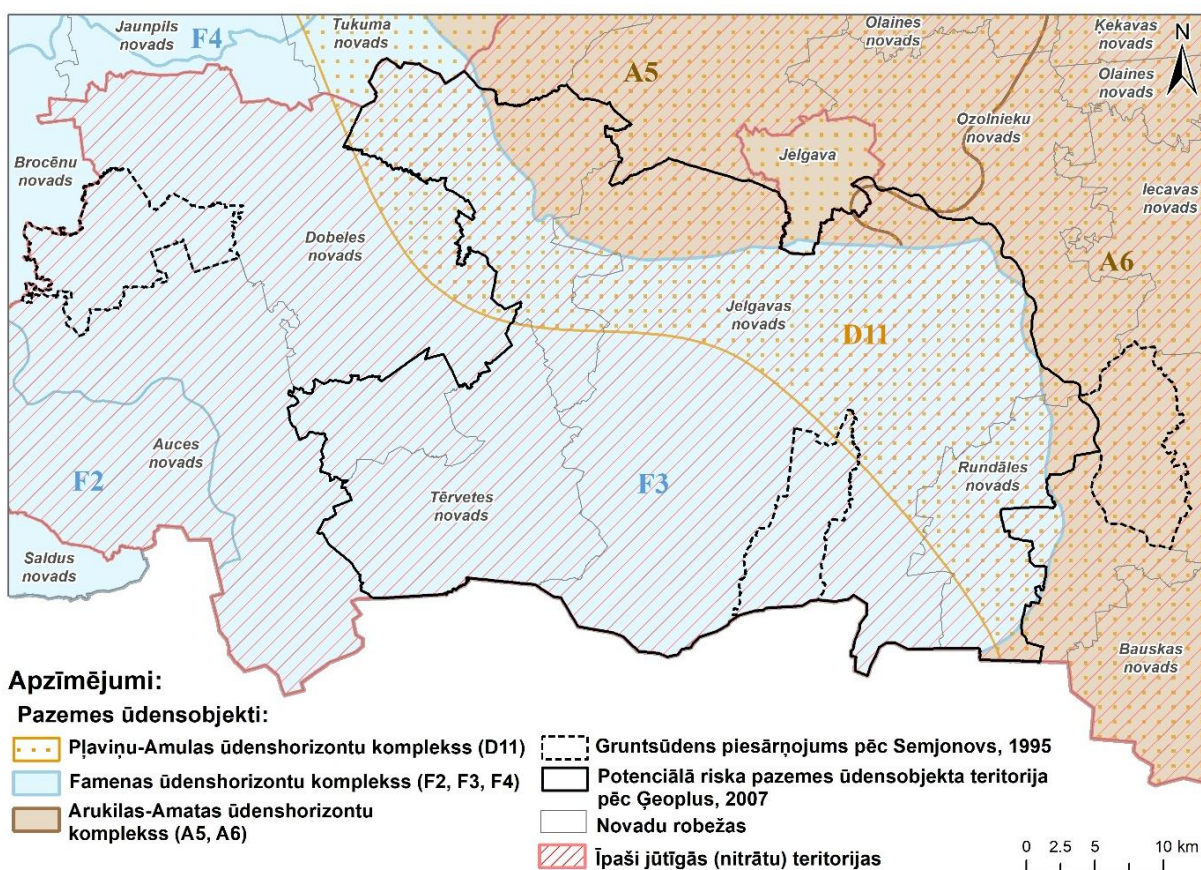 Jaunpils
novads
F4
Tukuma
novads
Olaines
novads
Ķekavas
novads
N
Olaines
novads
A5
Ozolnieku
novads
Jelgava
Brocēnu
novads
Iecavas
novads
Dobeles
novads
A6
Jelgavas
novads
D11
Auces
novads
F2
Tērvetes
novads
F3
Rundāles
novads
Saldus
novads
Bauskas
novads
Apzīmējumi:
Pazemes ūdensobjekti:
Pļaviņu-Amulas ūdenshorizontu komplekss (D11)
Famenas ūdenshorizontu komplekss (F2, F3, F4)
Arukilas-Amatas ūdenshorizontu
komplekss (A5, A6)
Gruntsūdens piesārņojums pēc Semjonovs, 1995
Potenciālā riska pazemes ūdensobjekta teritorija
pēc Ģeoplus, 2007
Novadu robežas
Īpaši jūtīgās (nitrātu) teritorijas
0 2.5 5 10 km